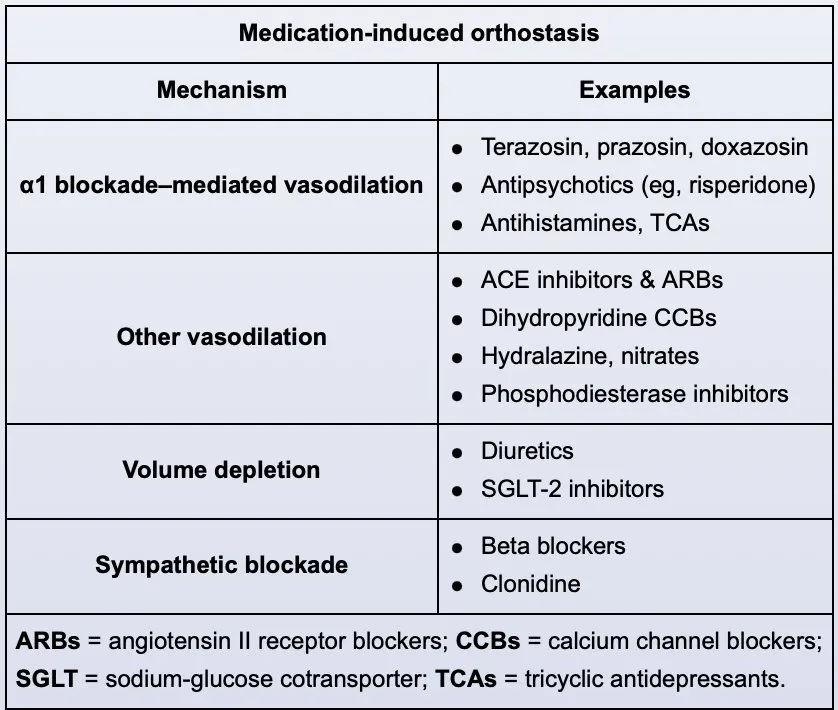 Medication-induced orthostasis
Mechanism
Examples
α1 blockade–mediated vasodilation
● Terazosin, prazosin, doxazosin
● Antipsychotics (eg, risperidone)
● Antihistamines, TCAs
Other vasodilation
● ACE inhibitors & ARBs
● Dihydropyridine CCBs
● Hydralazine, nitrates
● Phosphodiesterase inhibitors
Volume depletion
● Diuretics
● SGLT-2 inhibitors
Sympathetic blockade
● Beta blockers
● Clonidine
ARBs = angiotensin II receptor blockers; CCBs = calcium channel blockers;
SGLT = sodium-glucose cotransporter; TCAs = tricyclic antidepressants.